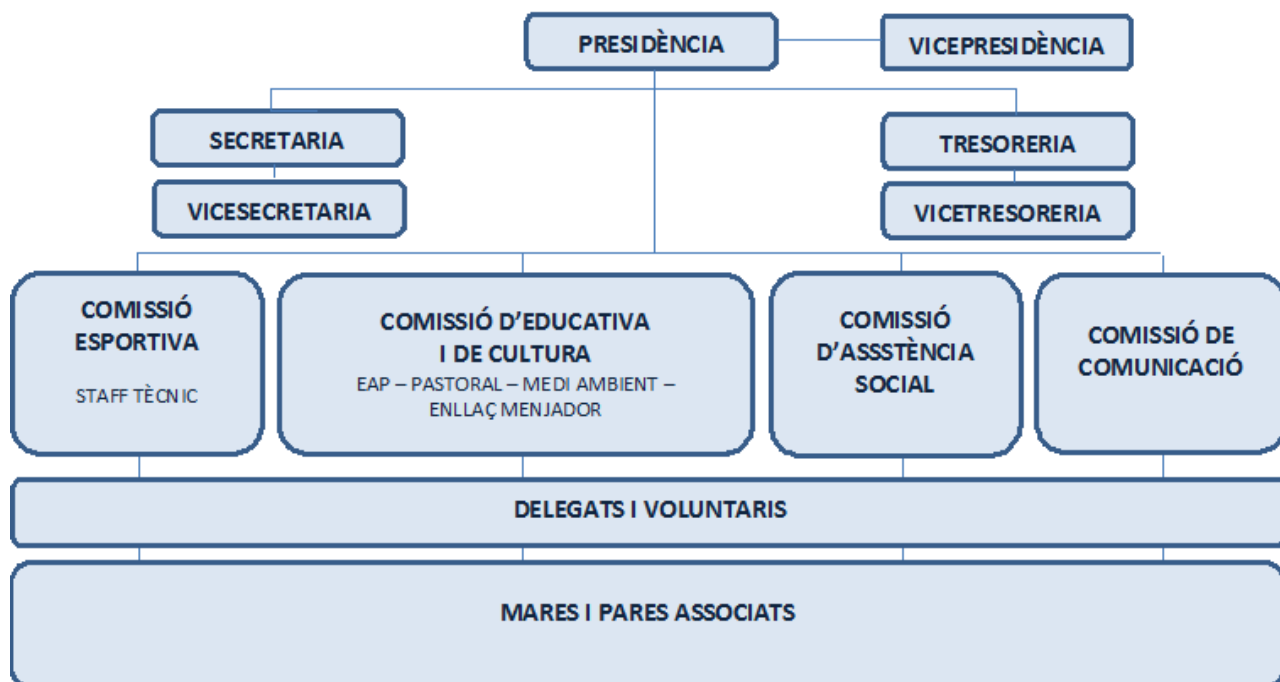 PRESIDÈNCIA
VICEPRESIDÈNCIA
SECRETARIA
TRESORERIA
VICESECRETARIA
VICETRESORERIA
COMISSIÓ
ESPORTIVA
STAFF TÈCNIC
COMISSIÓ D’EDUCATIVA
I DE CULTURA
EAP – PASTORAL – MEDI AMBIENT –
ENLLAÇ MENJADOR
COMISSIÓ
D’ASSSTÈNCIA
SOCIAL
COMISSIÓ DE
COMUNICACIÓ
DELEGATS I VOLUNTARIS
MARES I PARES ASSOCIATS